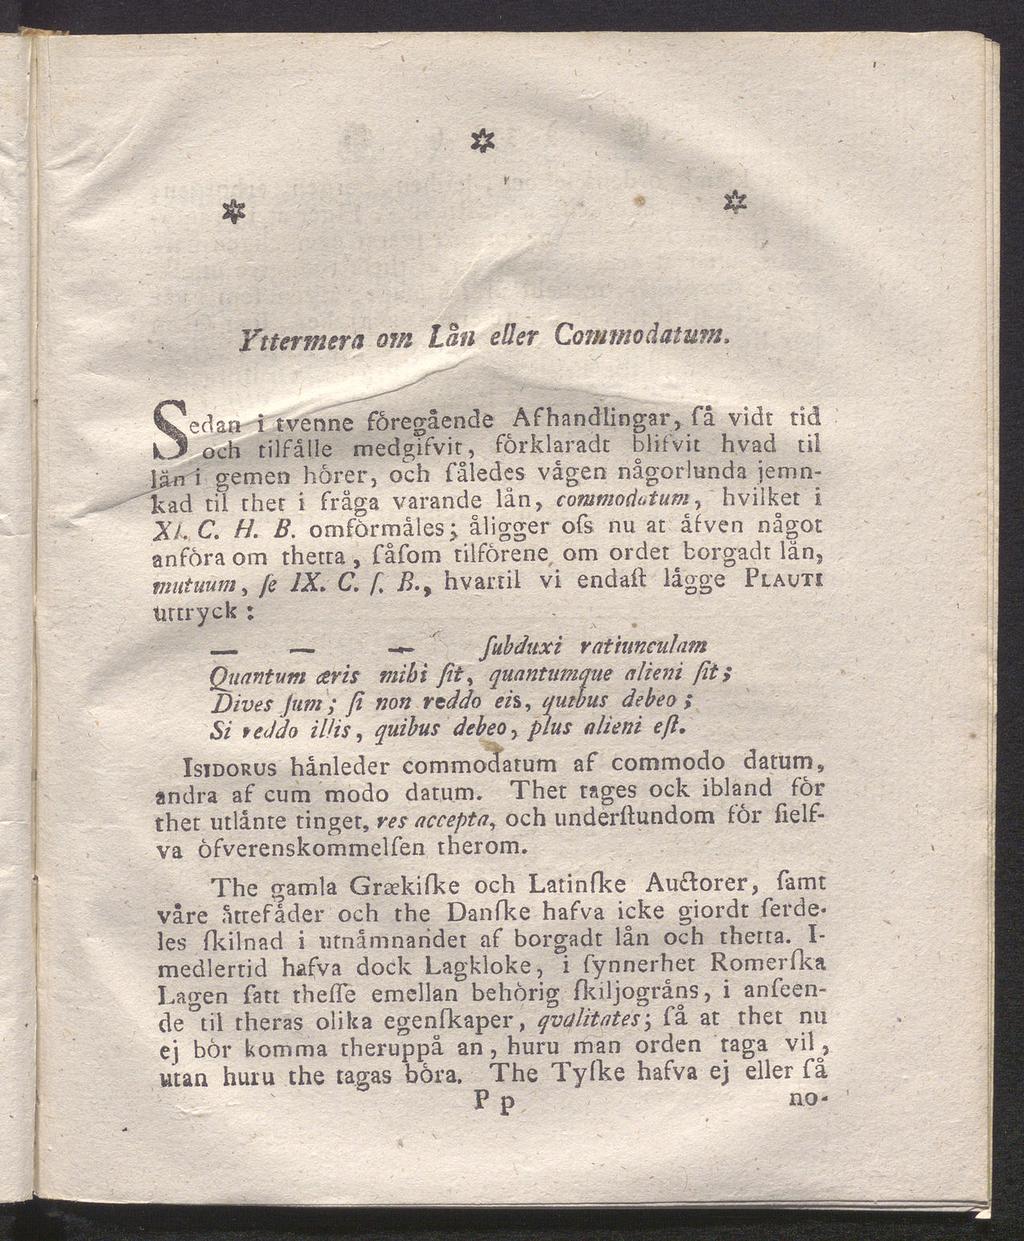 Yttermera om Lån eller Commodatum.
Sedan i tvenne föregående Afhandlingar, ſå vidt tid
och tilfälle medgifvit, förklaradt blifvit hvad til
lån i gemen hörer, och ſåledes vägen någorlunda jemn-
kad til thet i fråga varande lån, commodatum, hvilket i
XI. C. H. B. omförmäles; åligger oſs nu at äfven något
anföra om thetta, ſåſom tilförene om ordet borgadt lån,
mutuum, ſe IX. C. ſ. B., hvartil vi endaſt lägge PLAUTI
uttryck:
— — — ſubduxi ratiunculam
Quantum æris mihi ſit, quantumque alieni ſit;
Dives ſum; ſi non reddo eis, quibus debeo;
Si reddo illis, quibus debeo, plus alieni eſt.
ISIDORUS hänleder commodatum af commodo datum,
andra af cum modo datum. Thet tages ock ibland för
thet utlänte tinget, res accepta, och underſtundom för ſielf-
va öfverenskommelſen therom.
The gamla Grækiſke och Latinſke Auctorer, ſamt
våre ättefäder och the Danſke hafva icke giordt ſerde-
les ſkilnad i utnämnandet af borgadt lån och thetta. I-
medlertid hafva dock Lagkloke, i ſynnerhet Romerſka
Lagen ſatt theſſe emellan behörig ſkiljogräns, i anſeen-
de til theras olika egenſkaper, qvalitates; ſå at thet nu
ej bör komma theruppå an, huru man orden taga vil,
utan huru the tagas böra. The Tyſke hafva ej eller ſå
P p no-